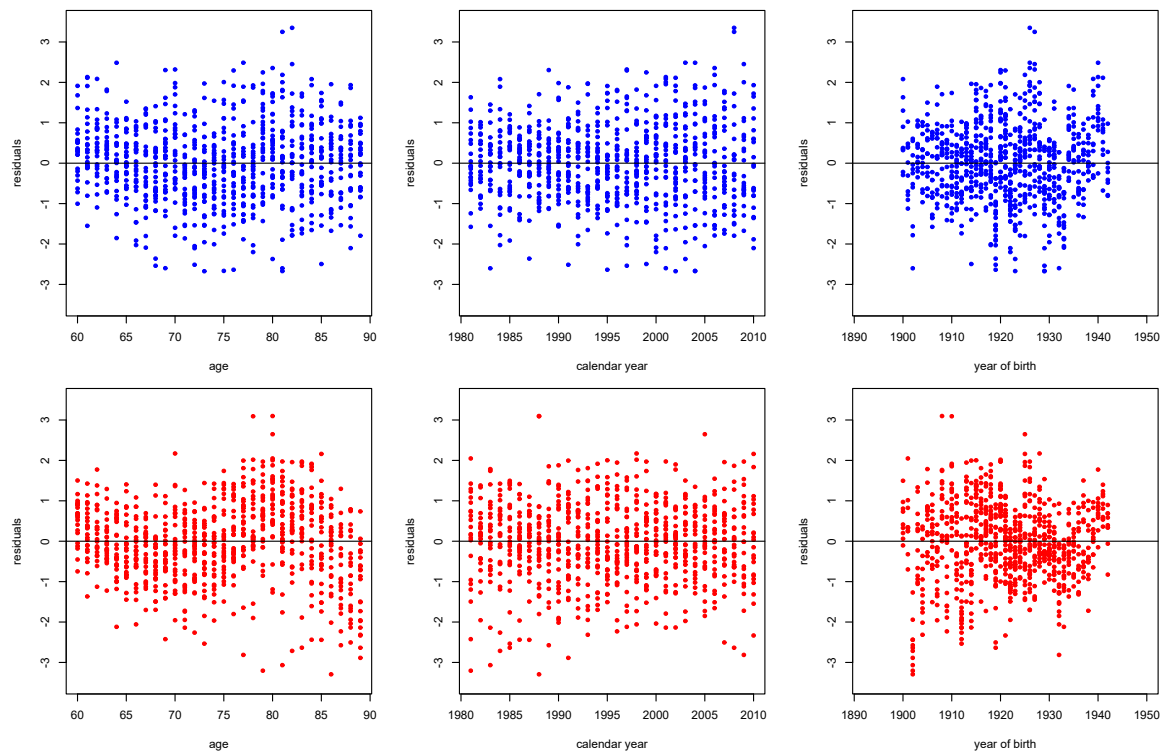 residuals
-3 -2 -1 0 1 2 3
60 65 70 75 80 85 90
age
residuals
-3 -2 -1 0 1 2 3
1980 1985 1990 1995 2000 2005 2010
calendar year
residuals
-3 -2 -1 0 1 2 3
1890 1900 1910 1920 1930 1940 1950
year of birth
residuals
-3 -2 -1 0 1 2 3
60 65 70 75 80 85 90
age
residuals
-3 -2 -1 0 1 2 3
1980 1985 1990 1995 2000 2005 2010
calendar year
residuals
-3 -2 -1 0 1 2 3
1890 1900 1910 1920 1930 1940 1950
year of birth